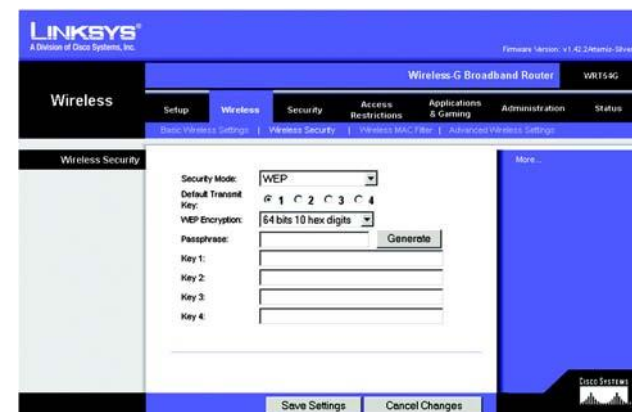 LINKSYS®
A Division of Cisco Systems, Inc.
Wireless-G Broadband Router WRT54G
Wireless
Setup Wireless Security Access Restrictions Applications & Gaming Administration Status
Basic Wireless Settings | Wireless Security | Wireless MAC Filter | Advanced Wireless Settings
Wireless Security
More...
Security Mode: WEP
Default Transmit Key: 1 2 3 4
WEP Encryption: 64 bits 10 hex digits
Passphrase: Generate
Key 1:
Key 2:
Key 3:
Key 4:
Save Settings Cancel Changes
CISCO SYSTEMS